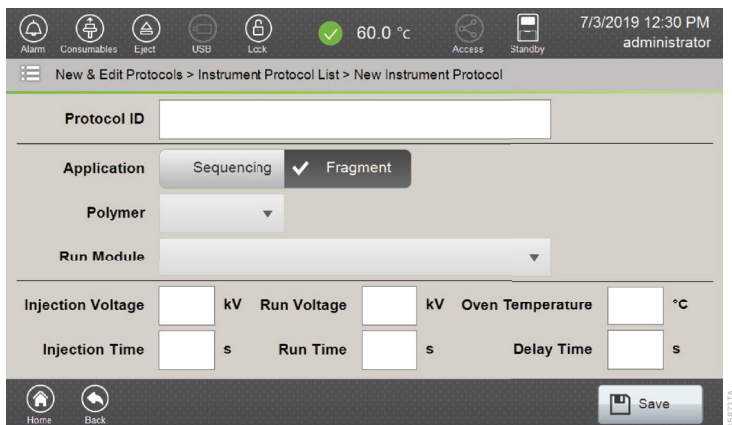 60.0 °c
7/3/2019 12:30 PM
administrator
Alarm Consumables Eject USB Lock Access Standby
New & Edit Protocols > Instrument Protocol List > New Instrument Protocol
Protocol ID
Application Sequencing Fragment
Polymer
Run Module
Injection Voltage kV Run Voltage kV Oven Temperature °C
Injection Time s Run Time s Delay Time s
Home Back Save